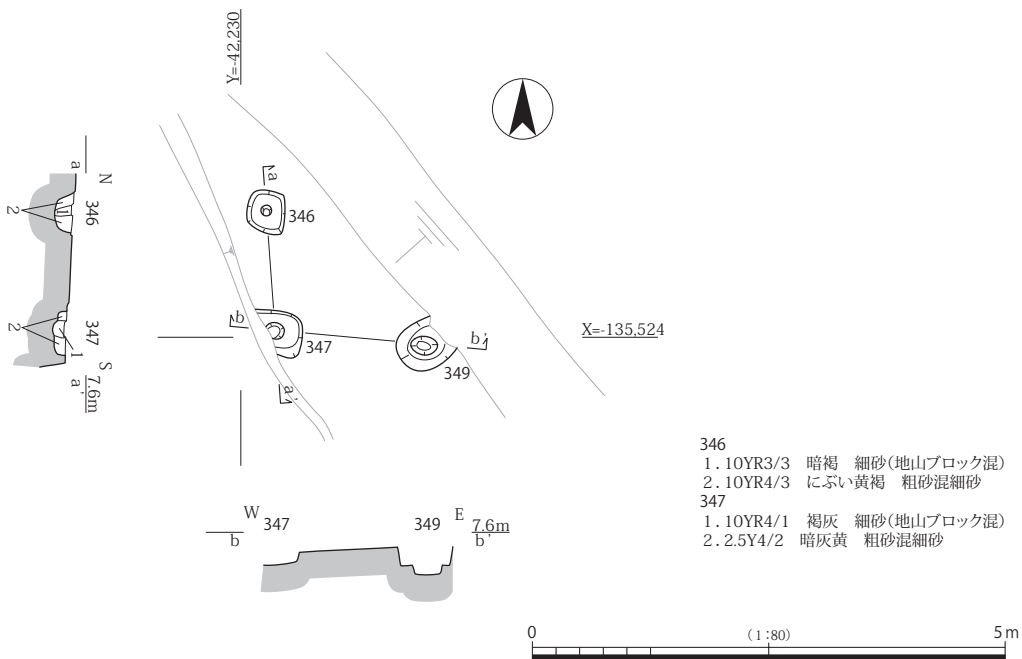 Y=-42,230
a
N
346
2
1
347
2
1
S
7.6m
a'
a
346
b
347
a'
b'
349
X=-135,524
W
347
349
E
7.6m
b
b'
346
1. 10YR3/3 暗褐 細砂(地山ブロック混)
2. 10YR4/3 にぶい黄褐 粗砂混細砂
347
1. 10YR4/1 褐灰 細砂(地山ブロック混)
2. 2.5Y4/2 暗灰黄 粗砂混細砂
0
(1:80)
5m